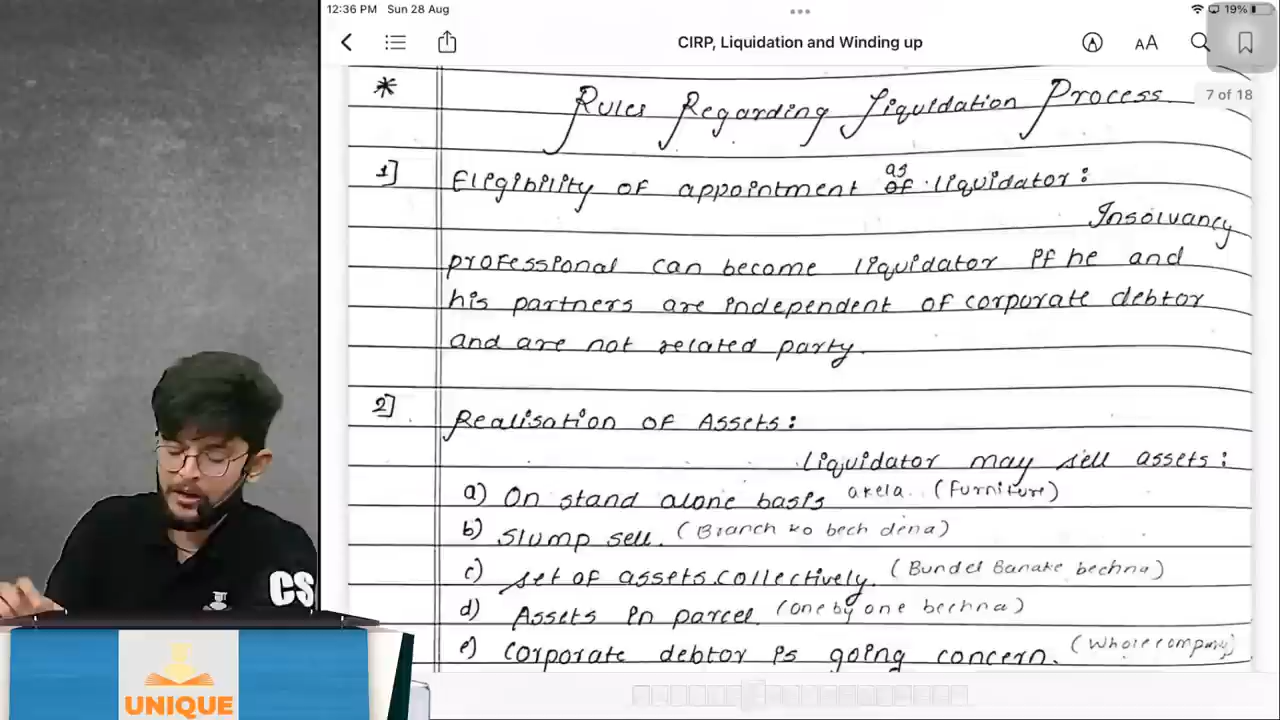 12:36 PM Sun 28 Aug
19%
CIRP, Liquidation and Winding up
AA
7 of 18
* Rules Regarding Liquidation Process.
1] Eligibility of appointment of as liquidator:
Insolvancy
professional can become liquidator if he and
his partners are independent of corporate debtor
and are not related party.
2] Realisation of Assets:
liquidator may sell assets:
a) On stand alone basis akela. (Furniture)
b) Slump sell. (Branch ko bech dena)
c) set of assets collectively. (Bundel Banake bechna)
d) Assets in parcel. (one by one bechna)
e) corporate debtor is going concern. (Whole company)
CS
UNIQUE